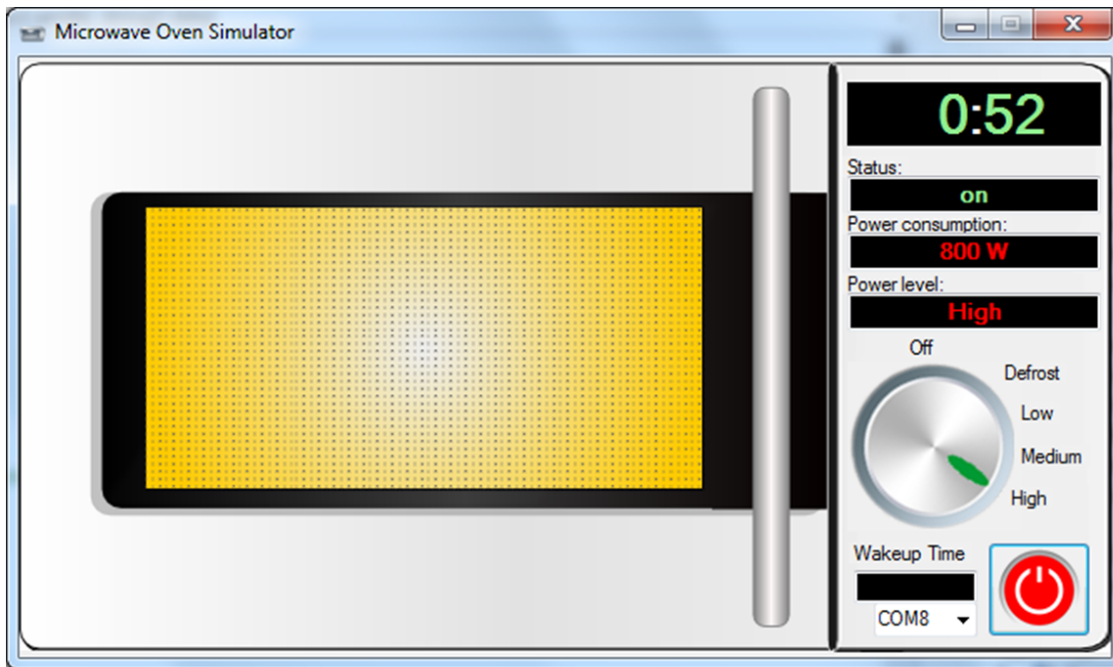 Microwave Oven Simulator
0:52
Status:
on
Power consumption:
800 W
Power level:
High
Off
Defrost
Low
Medium
High
Wakeup Time
COM8